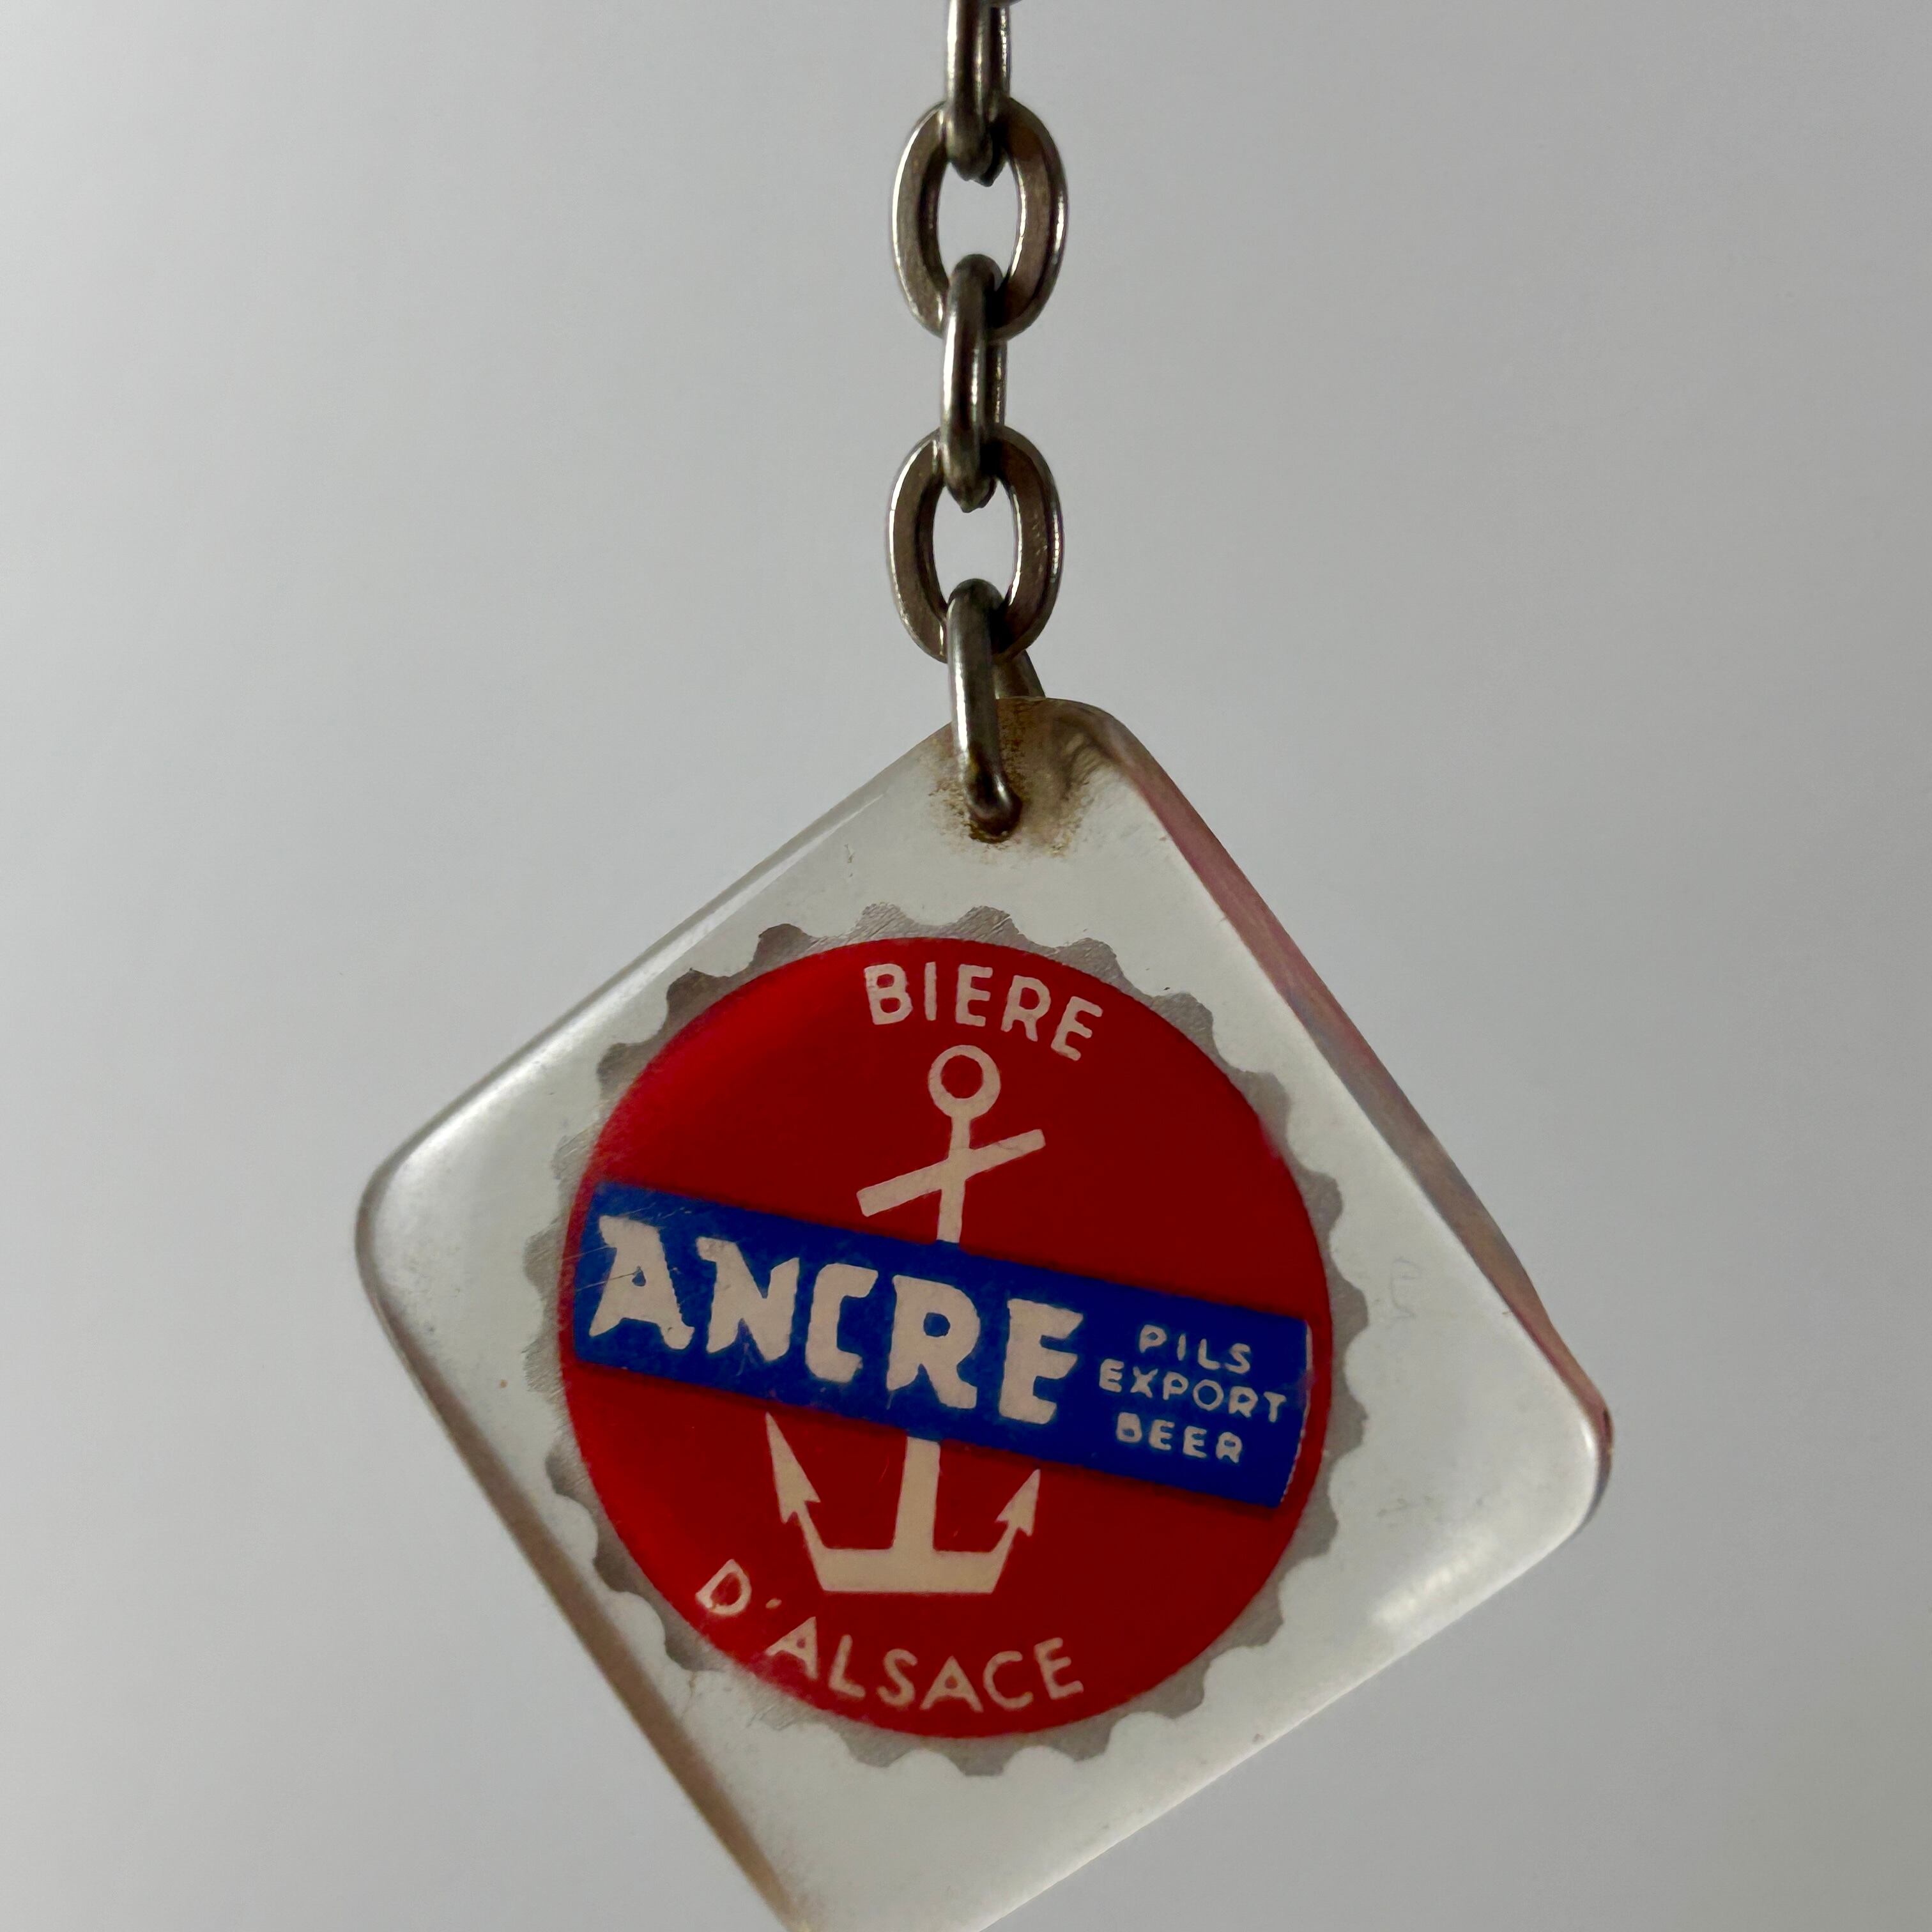 BIERE
ANCRE
PILS
EXPORT
BEER
D'ALSACE